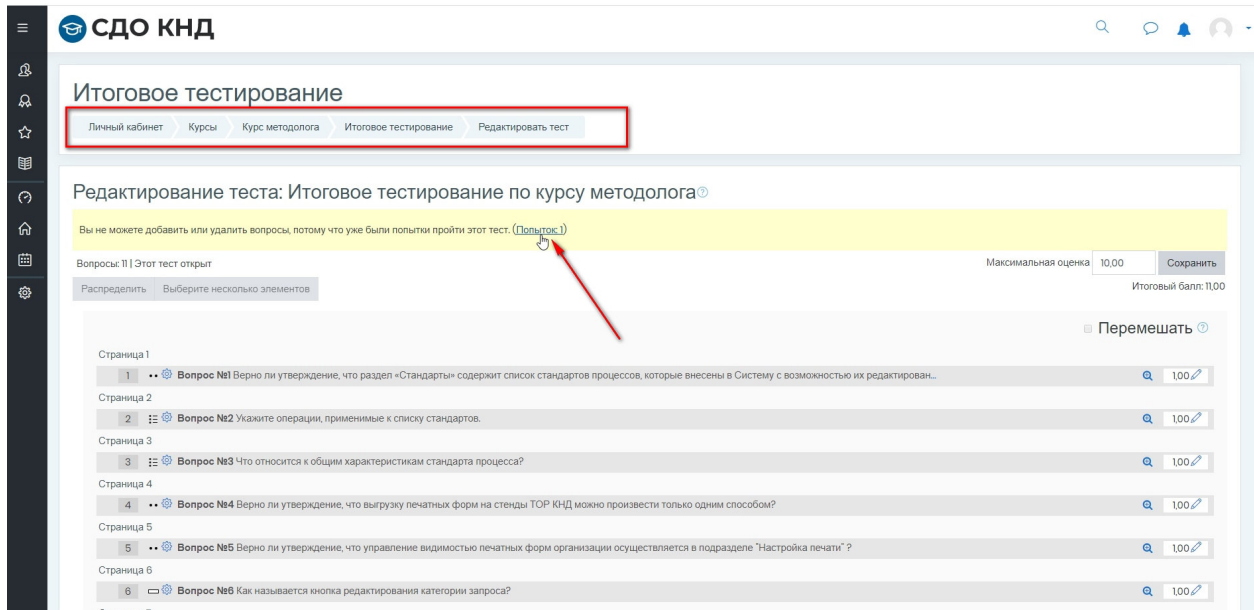 СДО КНД
Итоговое тестирование
Личный кабинет Курсы Курс методолога Итоговое тестирование Редактировать тест
Редактирование теста: Итоговое тестирование по курсу методолога
Вы не можете добавить или удалить вопросы, потому что уже были попытки пройти этот тест. (Попыток: 1)
Вопросы: 11 | Этот тест открыт
Максимальная оценка 10,00 Сохранить
Распределить Выберите несколько элементов
Итоговый балл: 11,00
Перемешать
Страница 1
1 Вопрос №1 Верно ли утверждение, что раздел «Стандарты» содержит список стандартов процессов, которые внесены в Систему с возможностью их редактирован... 1,00
Страница 2
2 Вопрос №2 Укажите операции, применимые к списку стандартов. 1,00
Страница 3
3 Вопрос №3 Что относится к общим характеристикам стандарта процесса? 1,00
Страница 4
4 Вопрос №4 Верно ли утверждение, что выгрузку печатных форм на стенды ТОР КНД можно произвести только одним способом? 1,00
Страница 5
5 Вопрос №5 Верно ли утверждение, что управление видимостью печатных форм организации осуществляется в подразделе "Настройка печати" ? 1,00
Страница 6
6 Вопрос №6 Как называется кнопка редактирования категории запроса? 1,00